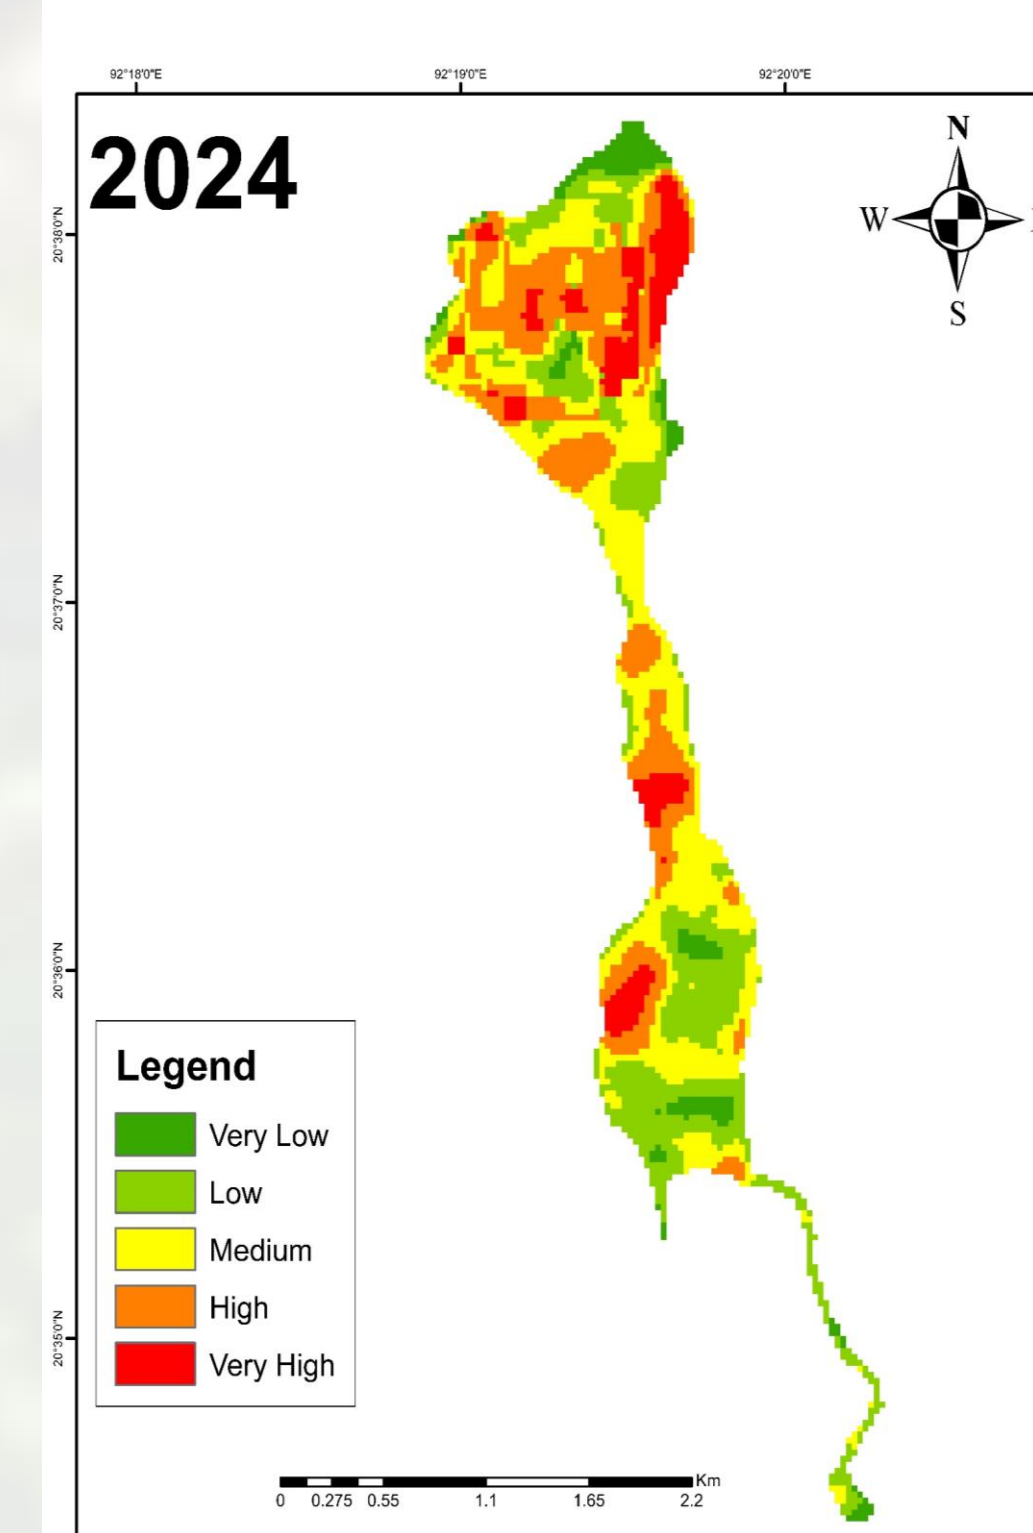 92°18'0"E 92°19'0"E 92°20'0"E
2024
N
W
S
20°38'0"N
20°37'0"N
20°36'0"N
20°35'0"N
Legend
Very Low
Low
Medium
High
Very High
Km
0 0.275 0.55 1.1 1.65 2.2